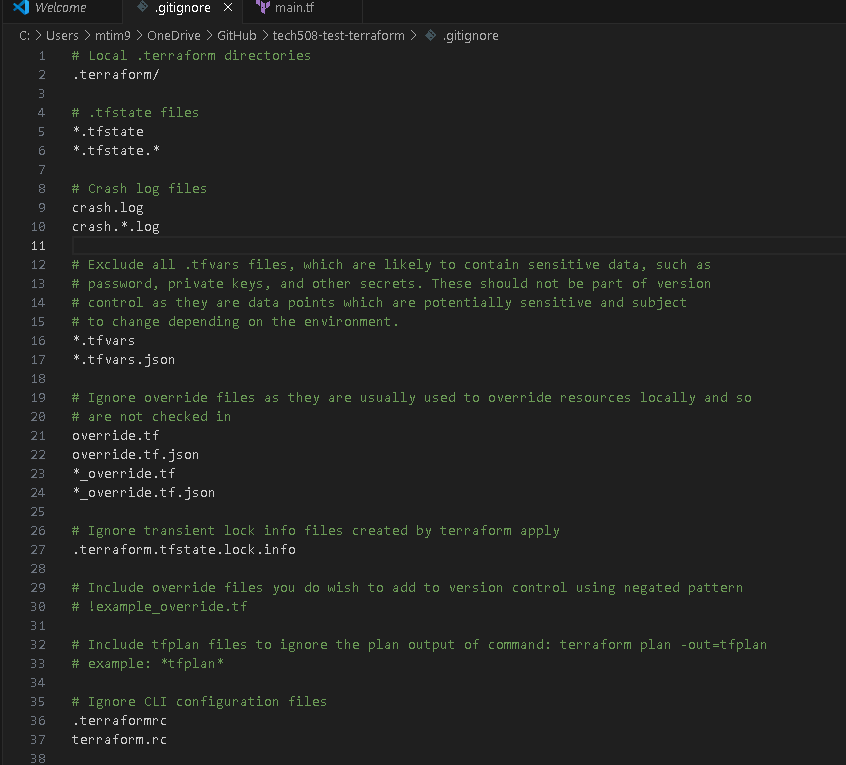 Welcome
.gitignore
main.tf
C: > Users > mtim9 > OneDrive > GitHub > tech508-test-terraform > .gitignore
1 # Local .terraform directories
2 .terraform/
3
4 # .tfstate files
5 *.tfstate
6 *.tfstate.*
7
8 # Crash log files
9 crash.log
10 crash.*.log
11
12 # Exclude all .tfvars files, which are likely to contain sensitive data, such as
13 # password, private keys, and other secrets. These should not be part of version
14 # control as they are data points which are potentially sensitive and subject
15 # to change depending on the environment.
16 *.tfvars
17 *.tfvars.json
18
19 # Ignore override files as they are usually used to override resources locally and so
20 # are not checked in
21 override.tf
22 override.tf.json
23 *_override.tf
24 *_override.tf.json
25
26 # Ignore transient lock info files created by terraform apply
27 .terraform.tfstate.lock.info
28
29 # Include override files you do wish to add to version control using negated pattern
30 # !example_override.tf
31
32 # Include tfplan files to ignore the plan output of command: terraform plan -out=tfplan
33 # example: *tfplan*
34
35 # Ignore CLI configuration files
36 .terraformrc
37 terraform.rc
38